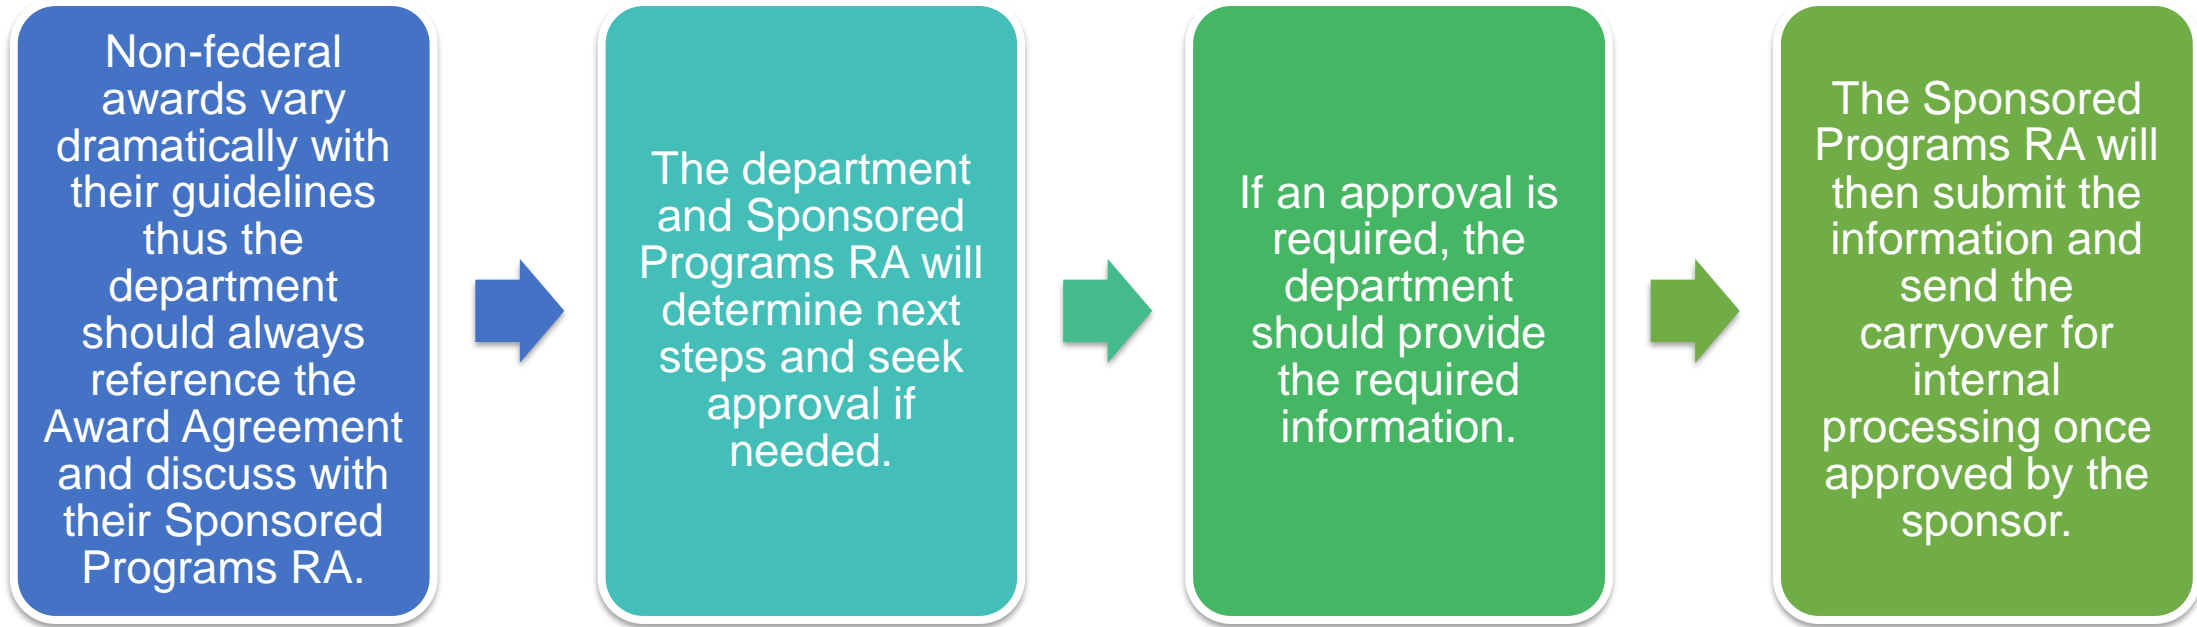 Non-federal
awards vary
dramatically with
their guidelines
thus the
department
should always
reference the
Award Agreement
and discuss with
their Sponsored
Programs RA.
The department
and Sponsored
Programs RA will
determine next
steps and seek
approval if
needed.
If an approval is
required, the
department
should provide
the required
information.
The Sponsored
Programs RA will
then submit the
information and
send the
carryover for
internal
processing once
approved by the
sponsor.